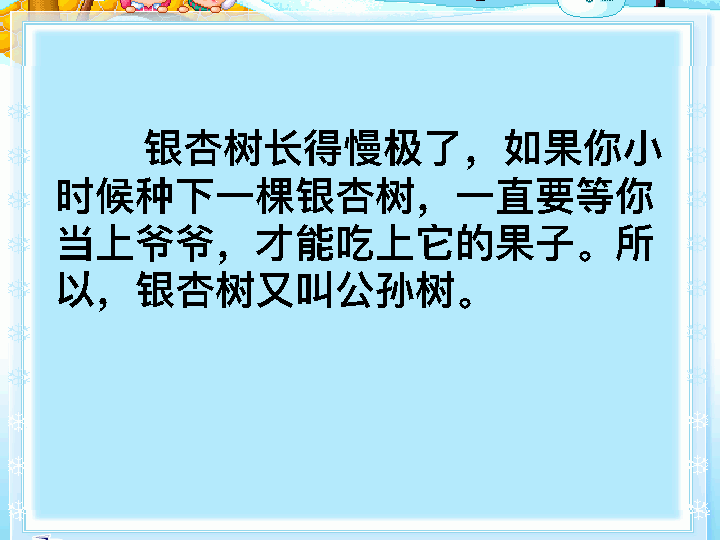 银杏树长得慢极了，如果你小
时候种下一棵银杏树，一直要等你
当上爷爷，才能吃上它的果子。所
以，银杏树又叫公孙树。